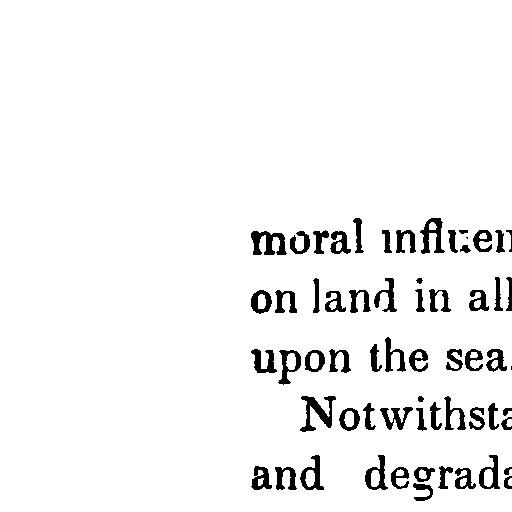 moral influen
on land in all
upon the sea.
Notwithsta
and degrada